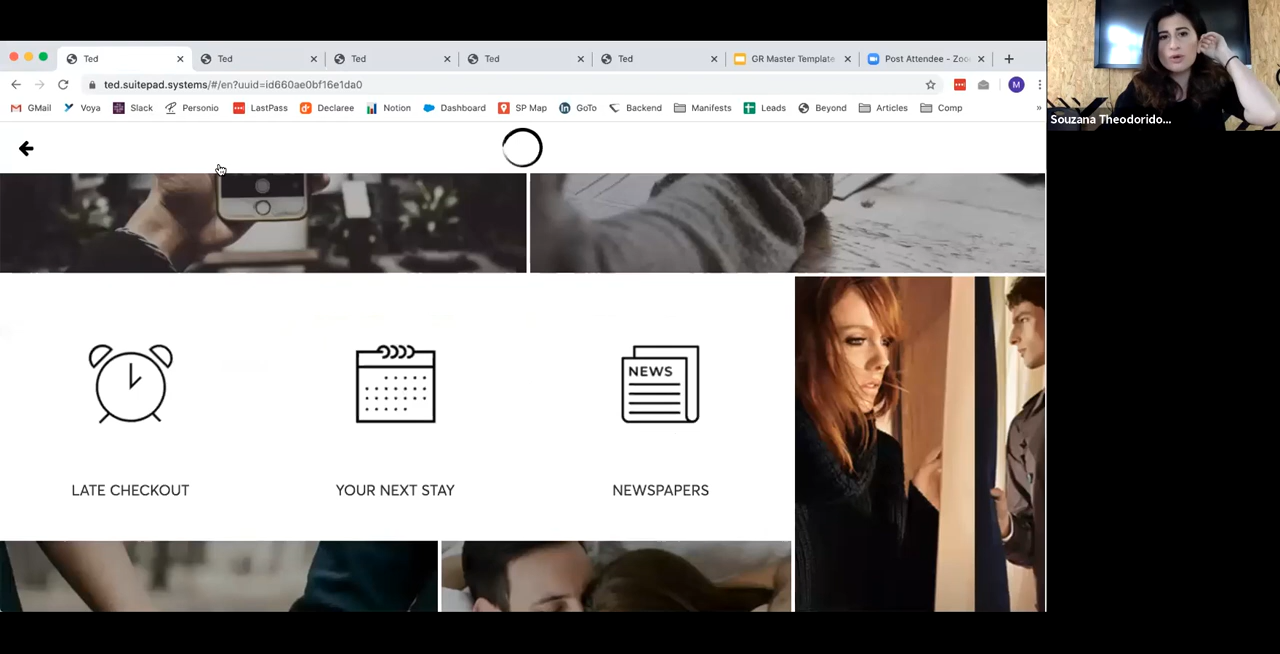 Ted
Ted
Ted
Ted
Ted
GR Master Template
Post Attendee - Zoo
ted.suitepad.systems/#/en?uuid=id660ae0bf16e1da0
M
GMail
Voya
Slack
Personio
LastPass
Declaree
Notion
Dashboard
SP Map
GoTo
Backend
Manifests
Leads
Beyond
Articles
Comp
Souzana Theodorido...
NEWS
LATE CHECKOUT
YOUR NEXT STAY
NEWSPAPERS